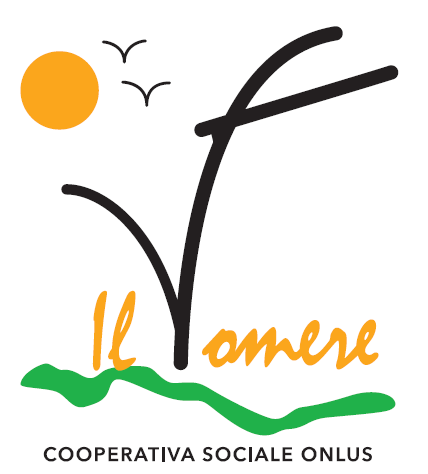 Il Vomere
COOPERATIVA SOCIALE ONLUS